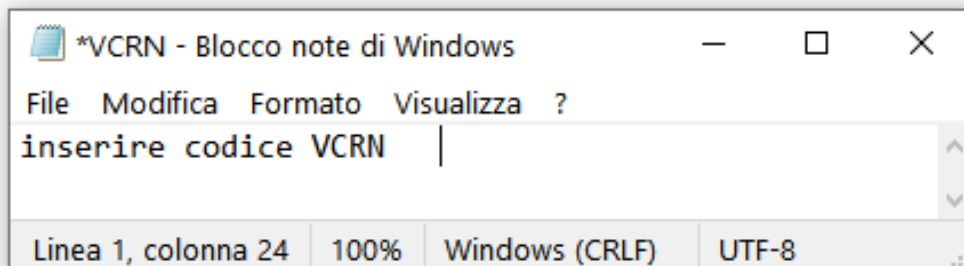 *VCRN - Blocco note di Windows
File Modifica Formato Visualizza ?
inserire codice VCRN
Linea 1, colonna 24 100% Windows (CRLF) UTF-8